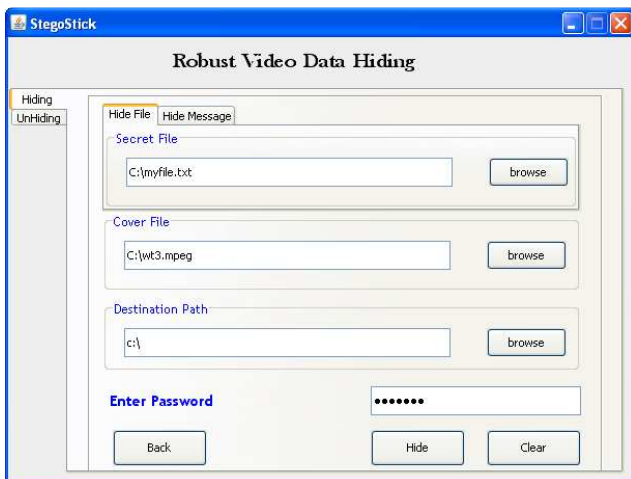 StegoStick
Robust Video Data Hiding
Hiding
UnHiding
Hide File Hide Message
Secret File
C:\myfile.txt browse
Cover File
C:\wt3.mpeg browse
Destination Path
c:\ browse
Enter Password •••••••
Back Hide Clear